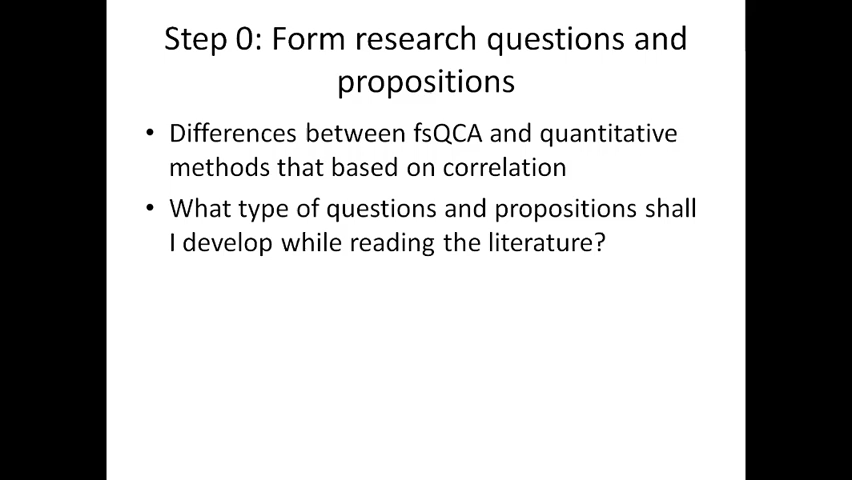 Step 0: Form research questions and
propositions
• Differences between fsQCA and quantitative
methods that based on correlation
• What type of questions and propositions shall
I develop while reading the literature?